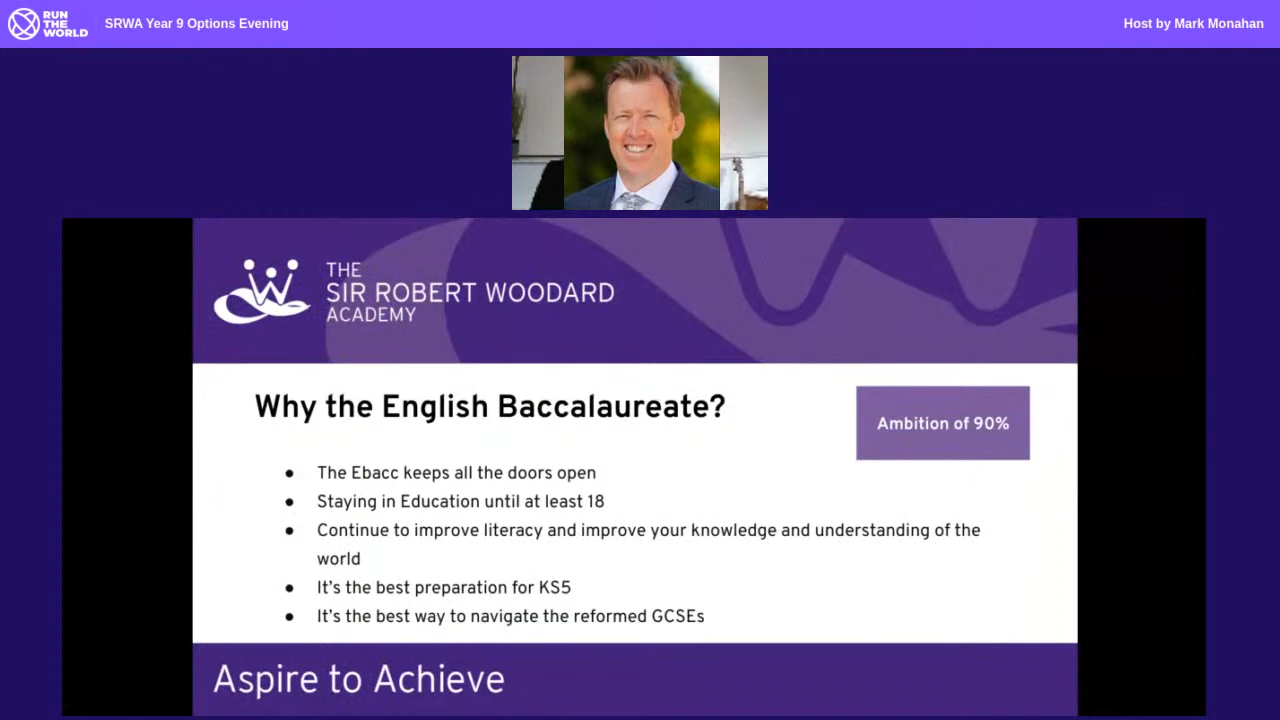 RUN
THE
WORLD
SRWA Year 9 Options Evening
Host by Mark Monahan
THE
SIR ROBERT WOODARD
ACADEMY
Why the English Baccalaureate?
Ambition of 90%
● The Ebacc keeps all the doors open
● Staying in Education until at least 18
● Continue to improve literacy and improve your knowledge and understanding of the
world
● It's the best preparation for KS5
● It's the best way to navigate the reformed GCSEs
Aspire to Achieve